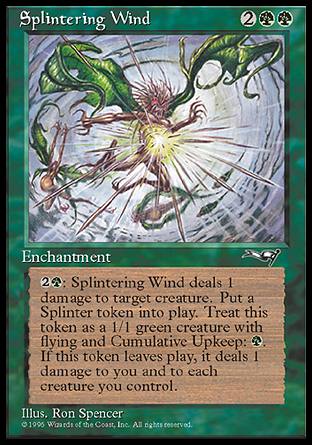 Splintering Wind 2
Enchantment
2 : Splintering Wind deals 1
damage to target creature. Put a
Splinter token into play. Treat this
token as a 1/1 green creature with
flying and Cumulative Upkeep: .
If this token leaves play, it deals 1
damage to you and to each
creature you control.
Illus. Ron Spencer
©1996 Wizards of the Coast, Inc. All rights reserved.